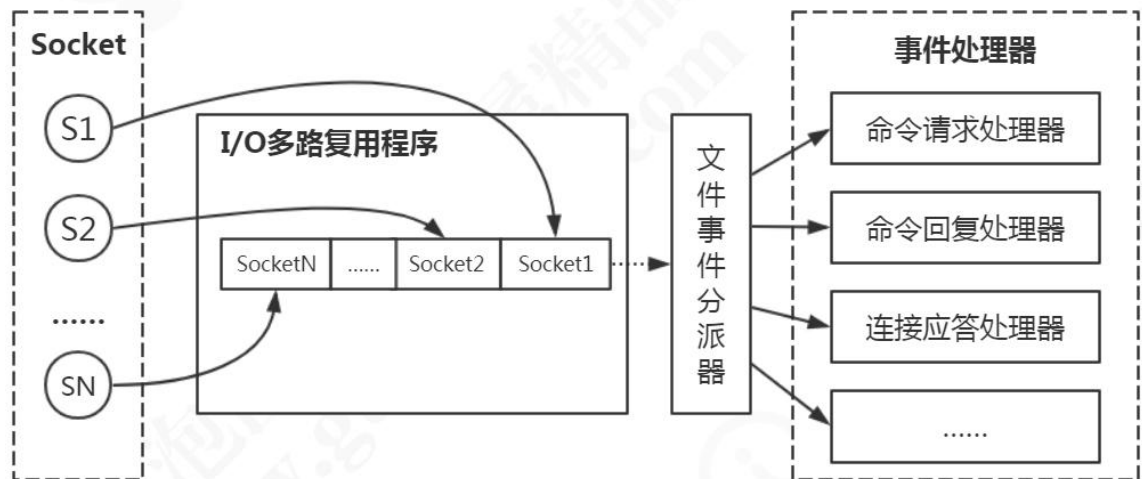 Socket
S1
S2
......
SN
I/O多路复用程序
SocketN
......
Socket2
Socket1
文件事件分派器
事件处理器
命令请求处理器
命令回复处理器
连接应答处理器
......